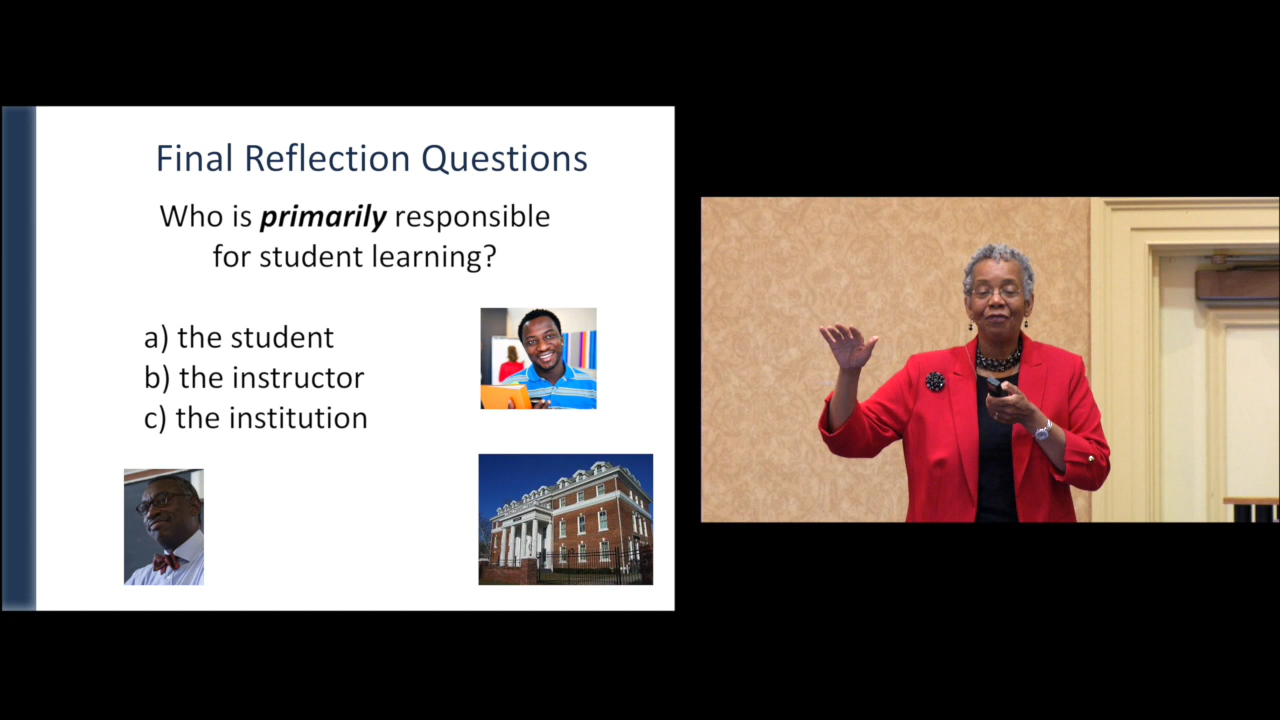 Final Reflection Questions
Who is primarily responsible
for student learning?
a) the student
b) the instructor
c) the institution